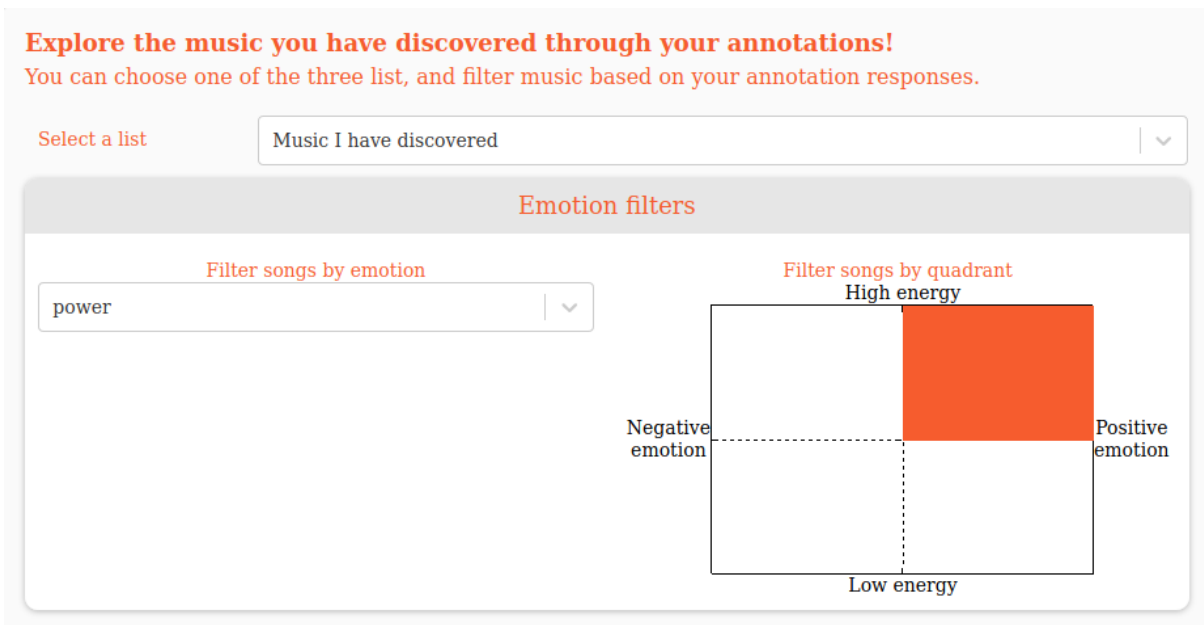 Explore the music you have discovered through your annotations!
You can choose one of the three list, and filter music based on your annotation responses.
Select a list
Music I have discovered
Emotion filters
Filter songs by emotion
power
Filter songs by quadrant
High energy
Negative
emotion
Positive
emotion
Low energy